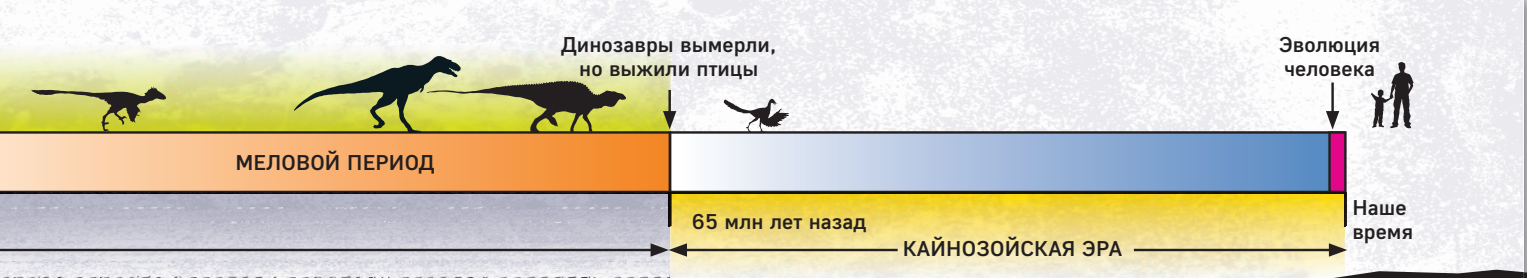 Динозавры вымерли,
но выжили птицы
Эволюция
человека
МЕЛОВОЙ ПЕРИОД
65 млн лет назад
Наше
время
КАЙНОЗОЙСКАЯ ЭРА